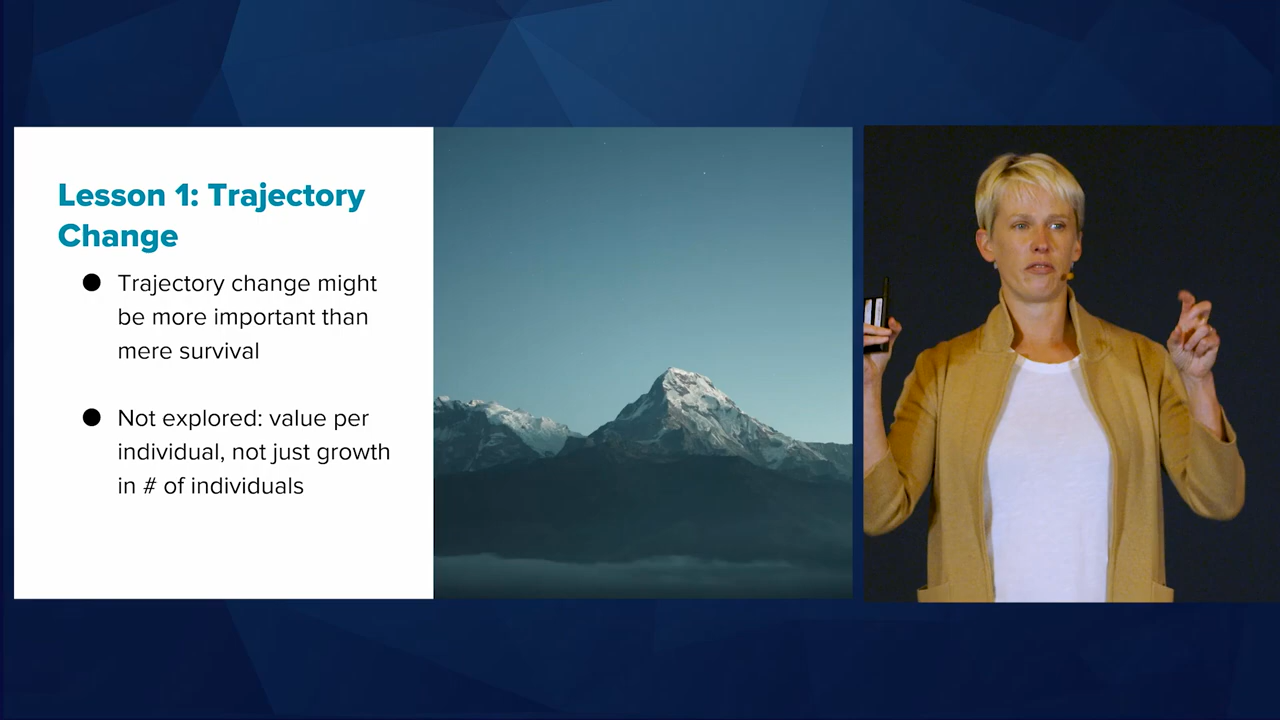 Lesson 1: Trajectory
Change
● Trajectory change might
be more important than
mere survival
● Not explored: value per
individual, not just growth
in # of individuals